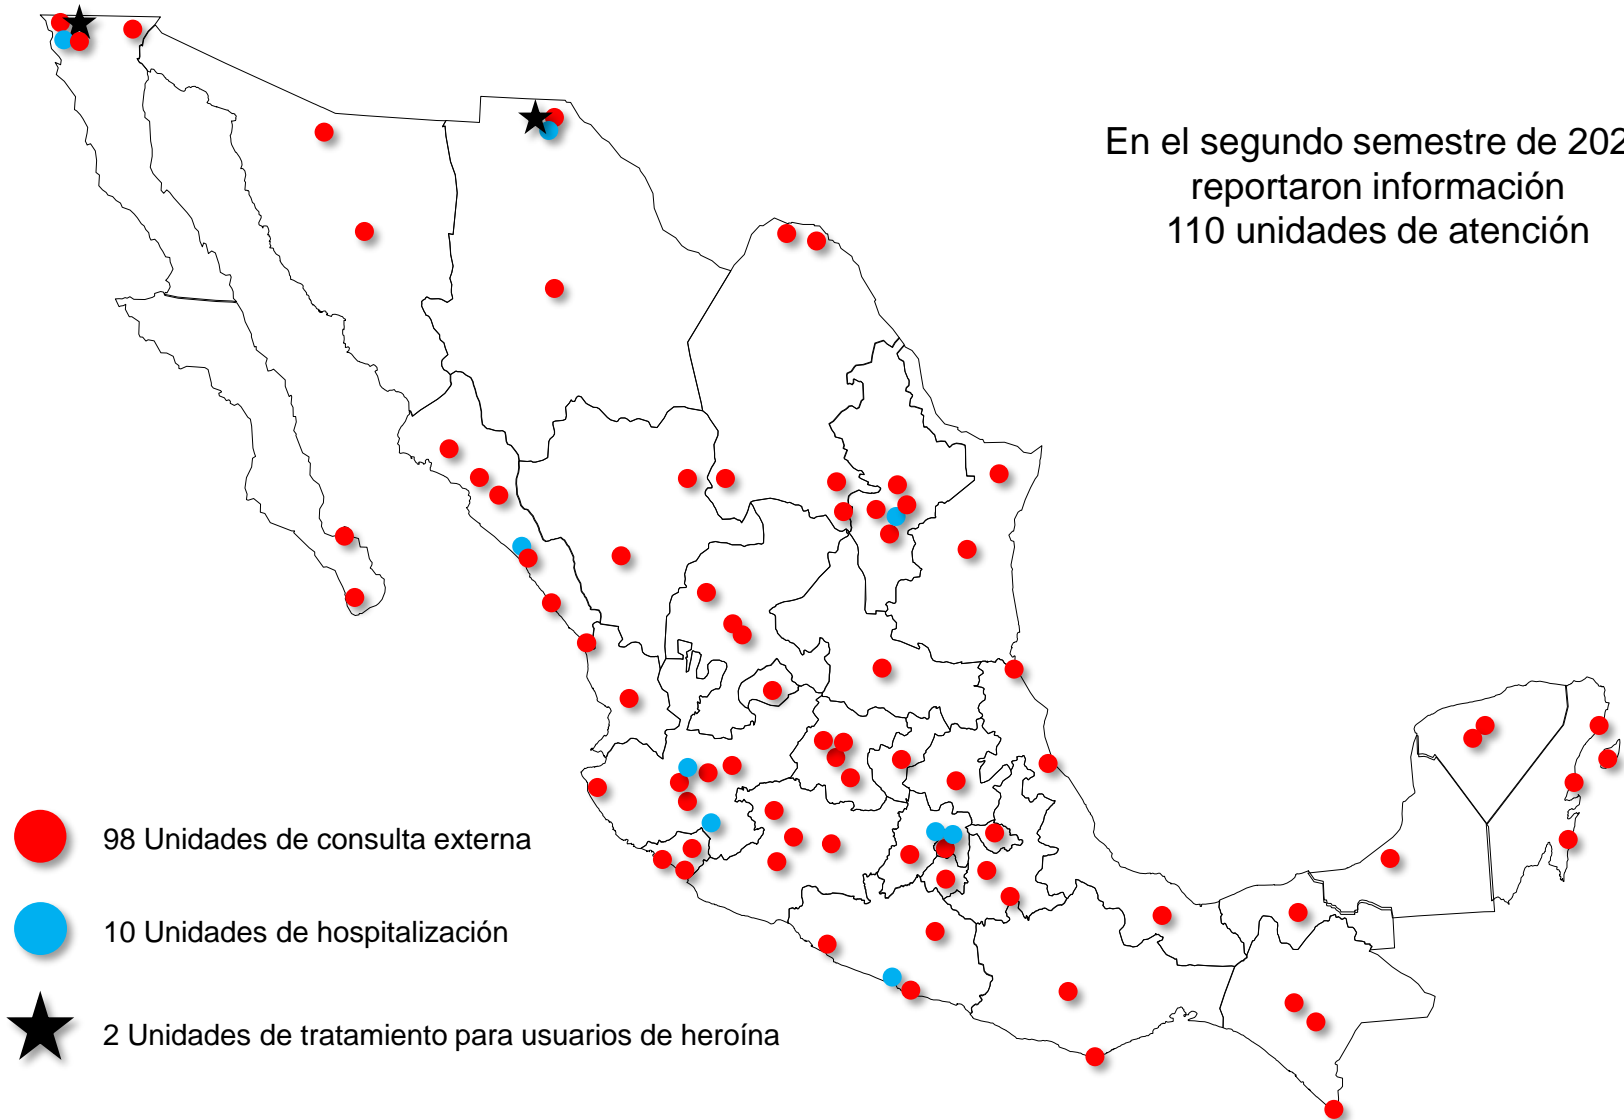 En el segundo semestre de 202
reportaron información
110 unidades de atención
98 Unidades de consulta externa
10 Unidades de hospitalización
2 Unidades de tratamiento para usuarios de heroína